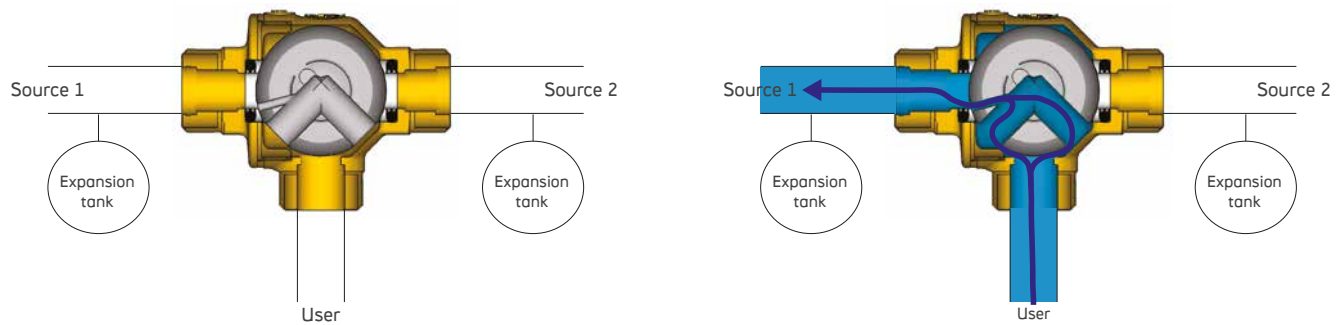 Source 1
Source 2
Expansion
tank
Expansion
tank
User
Source 1
Source 2
Expansion
tank
Expansion
tank
User